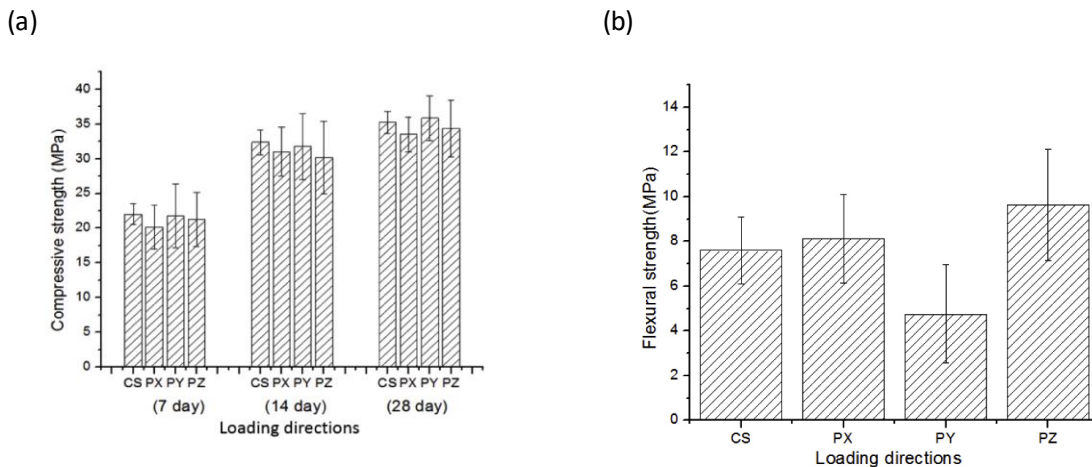 (a)
(b)
Compressive strength (MPa)
40
35
30
25
20
15
10
5
0
CS PX PY PZ CS PX PY PZ CS PX PY PZ
(7 day) (14 day) (28 day)
Loading directions
Flexural strength(MPa)
14
12
10
8
6
4
2
0
CS PX PY PZ
Loading directions